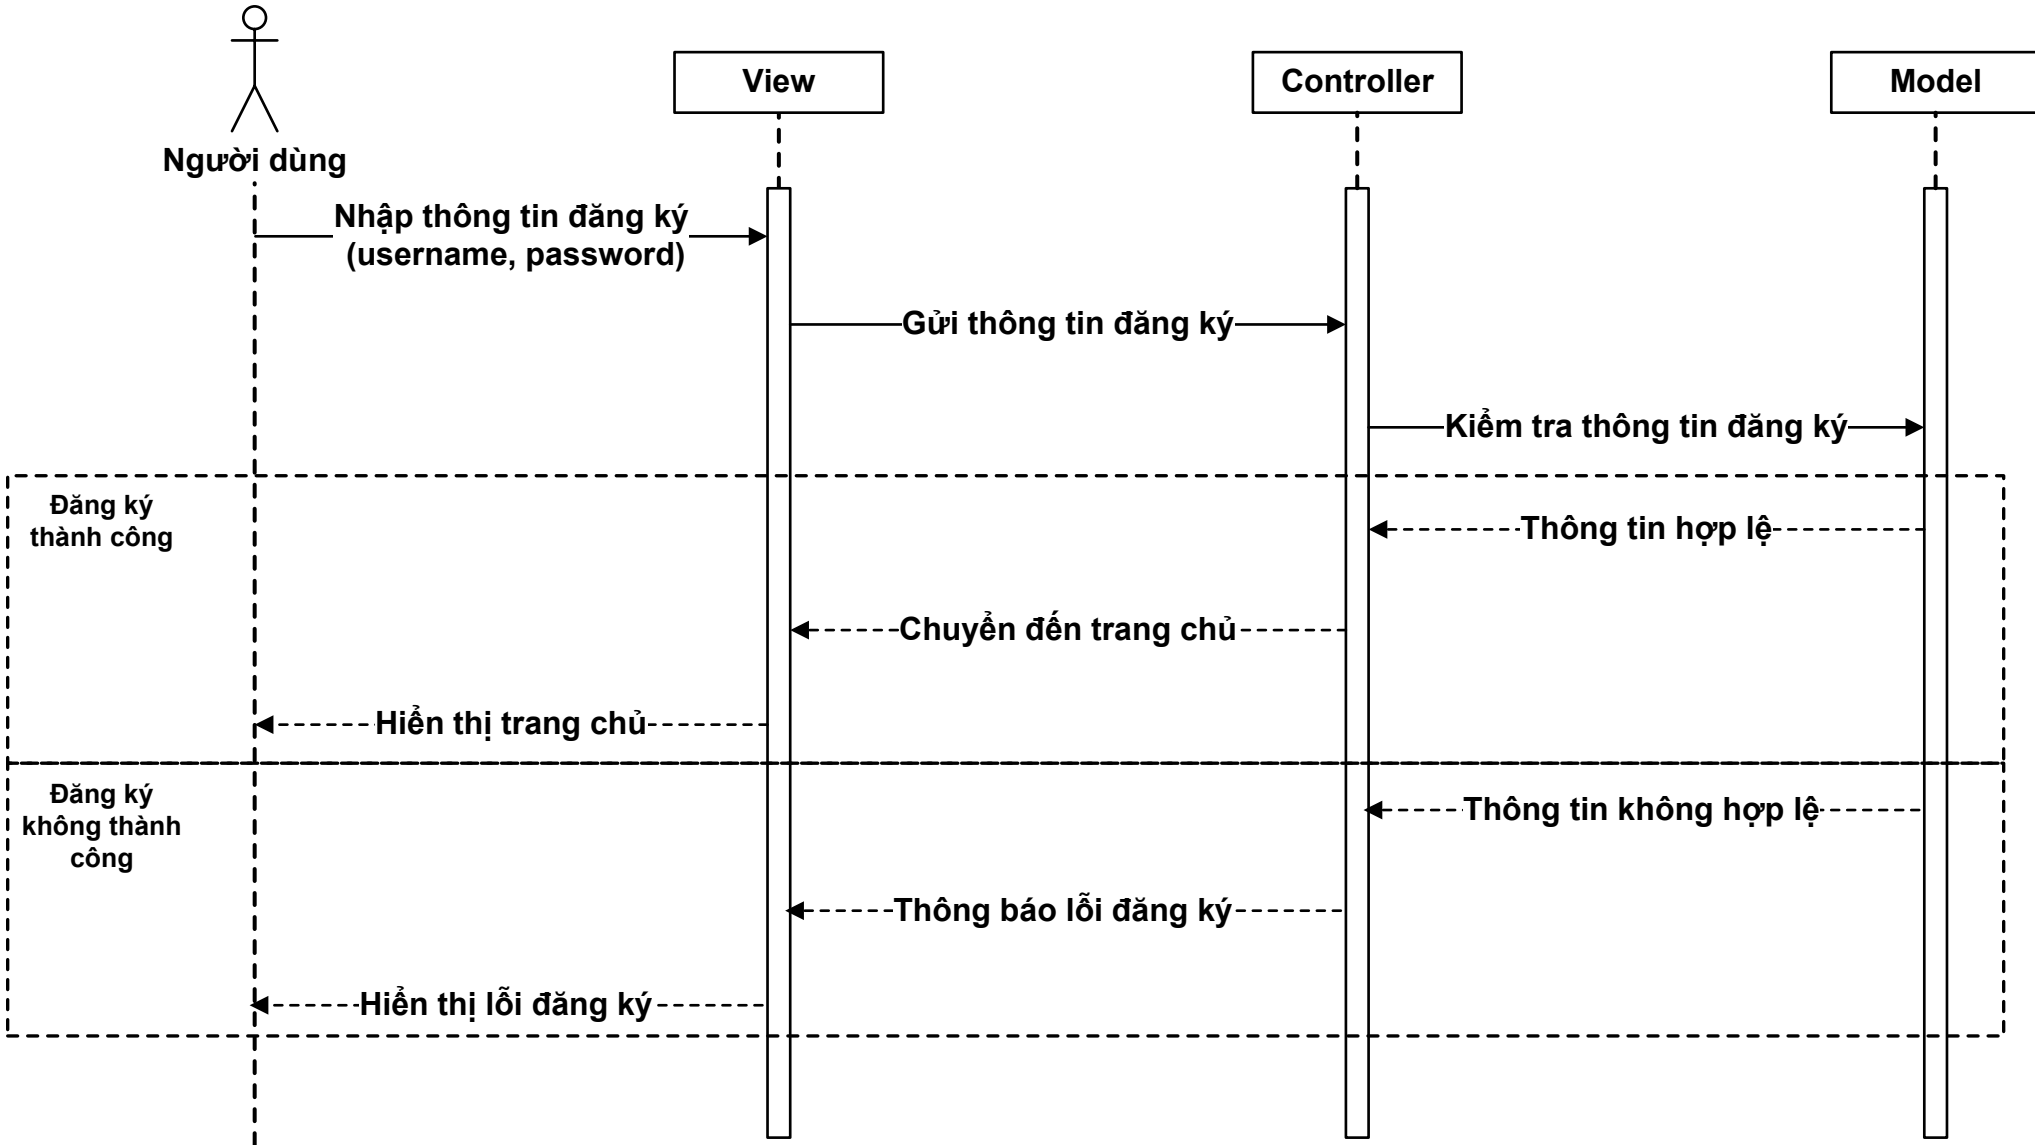 View
Controller
Model
Người dùng
Nhập thông tin đăng ký
(username, password)
Gửi thông tin đăng ký
Kiểm tra thông tin đăng ký
Đăng ký
thành công
Thông tin hợp lệ
Chuyển đến trang chủ
Hiển thị trang chủ
Đăng ký
không thành
công
Thông tin không hợp lệ
Thông báo lỗi đăng ký
Hiển thị lỗi đăng ký